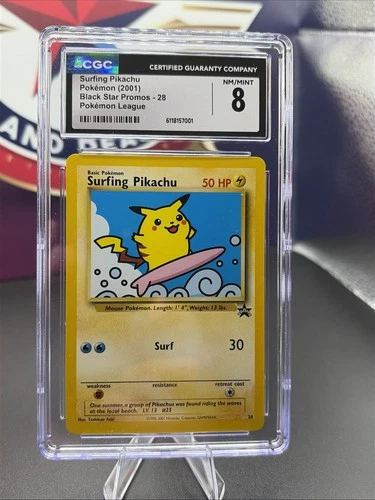 CGC
CERTIFIED GUARANTY COMPANY
Surfing Pikachu
Pokémon (2001)
Black Star Promos - 28
Pokémon League
6118157001
NM/MINT
8
AND
Basic Pokémon
Surfing Pikachu
50 HP
Mouse Pokémon. Length: 1' 4", Weight: 13 lbs.
Surf
30
weakness
resistance
retreat cost
One summer, a group of Pikachus was found riding the waves
at the local beach. LV. 13 #25
28